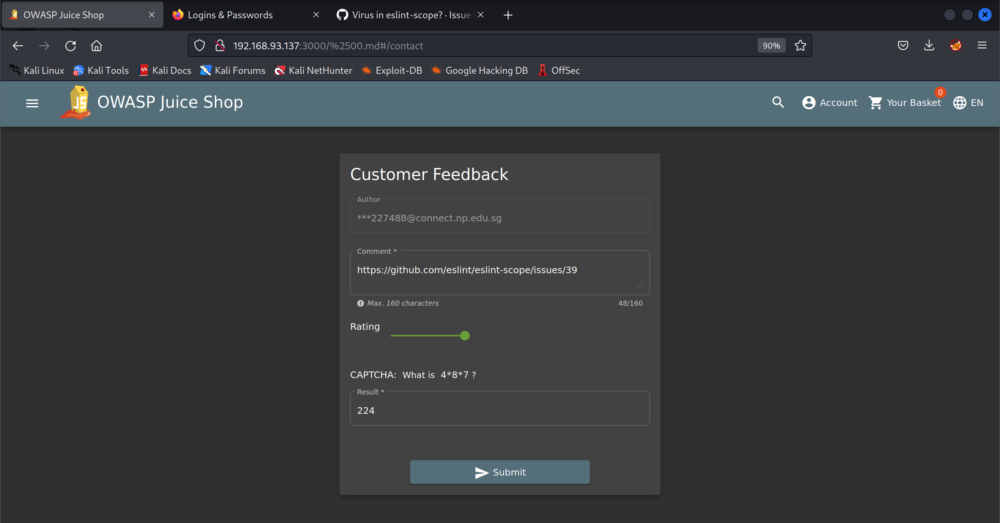 OWASP Juice Shop
Logins & Passwords
Virus in eslint-scope? · Issue
192.168.93.137:3000/%2500.md#/contact
90%
Kali Linux
Kali Tools
Kali Docs
Kali Forums
Kali NetHunter
Exploit-DB
Google Hacking DB
OffSec
JS
OWASP Juice Shop
Account
0
Your Basket
EN
Customer Feedback
Author
***227488@connect.np.edu.sg
Comment *
https://github.com/eslint/eslint-scope/issues/39
Max. 160 characters
48/160
Rating
CAPTCHA: What is 4*8*7 ?
Result *
224
Submit